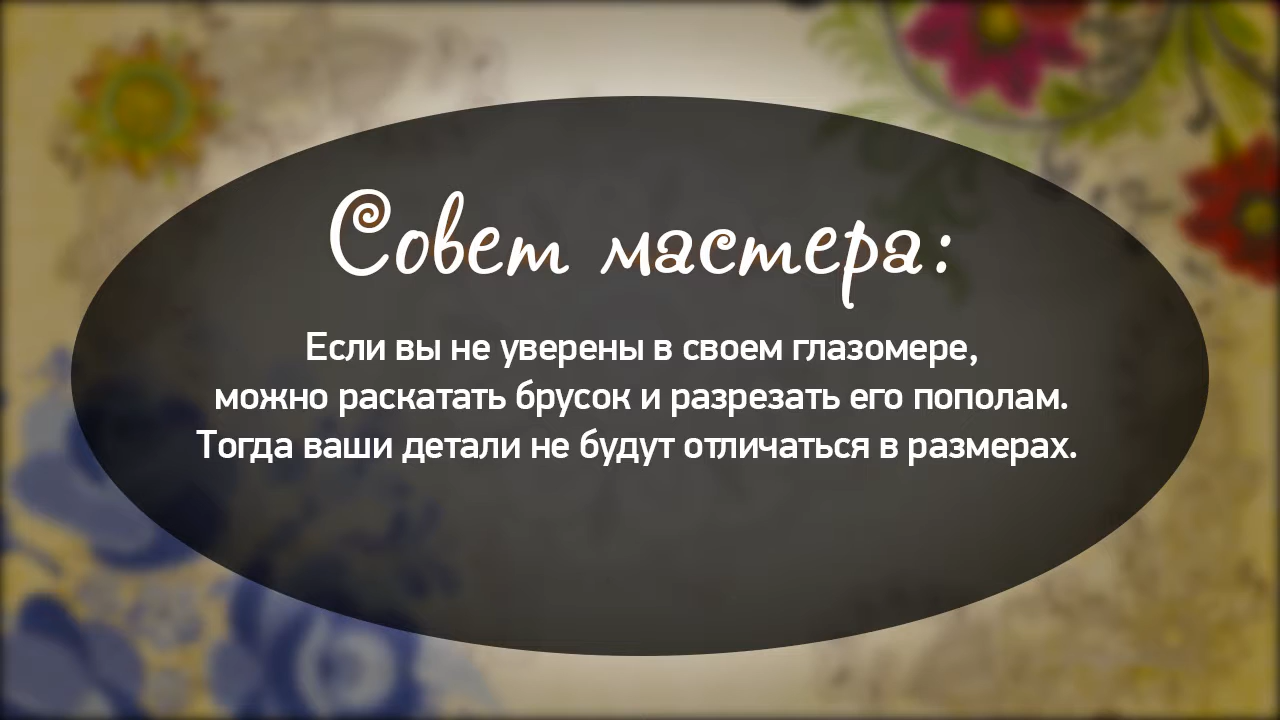 Совет мастера:
Если вы не уверены в своем глазомере,
можно раскатать брусок и разрезать его пополам.
Тогда ваши детали не будут отличаться в размерах.